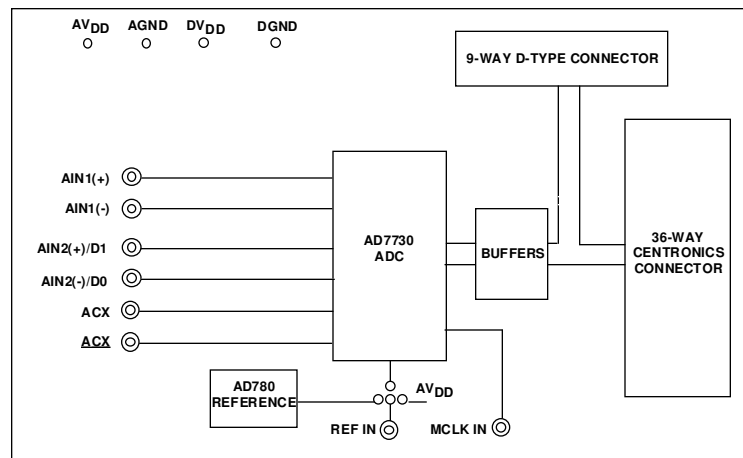 AVDD AGND DVDD DGND
9-WAY D-TYPE CONNECTOR
AIN1(+)
AIN1(-)
AIN2(+)/D1
AIN2(-)/D0
ACX
ACX
AD7730
ADC
BUFFERS
36-WAY
CENTRONICS
CONNECTOR
AD780
REFERENCE
AVDD
REF IN
MCLK IN